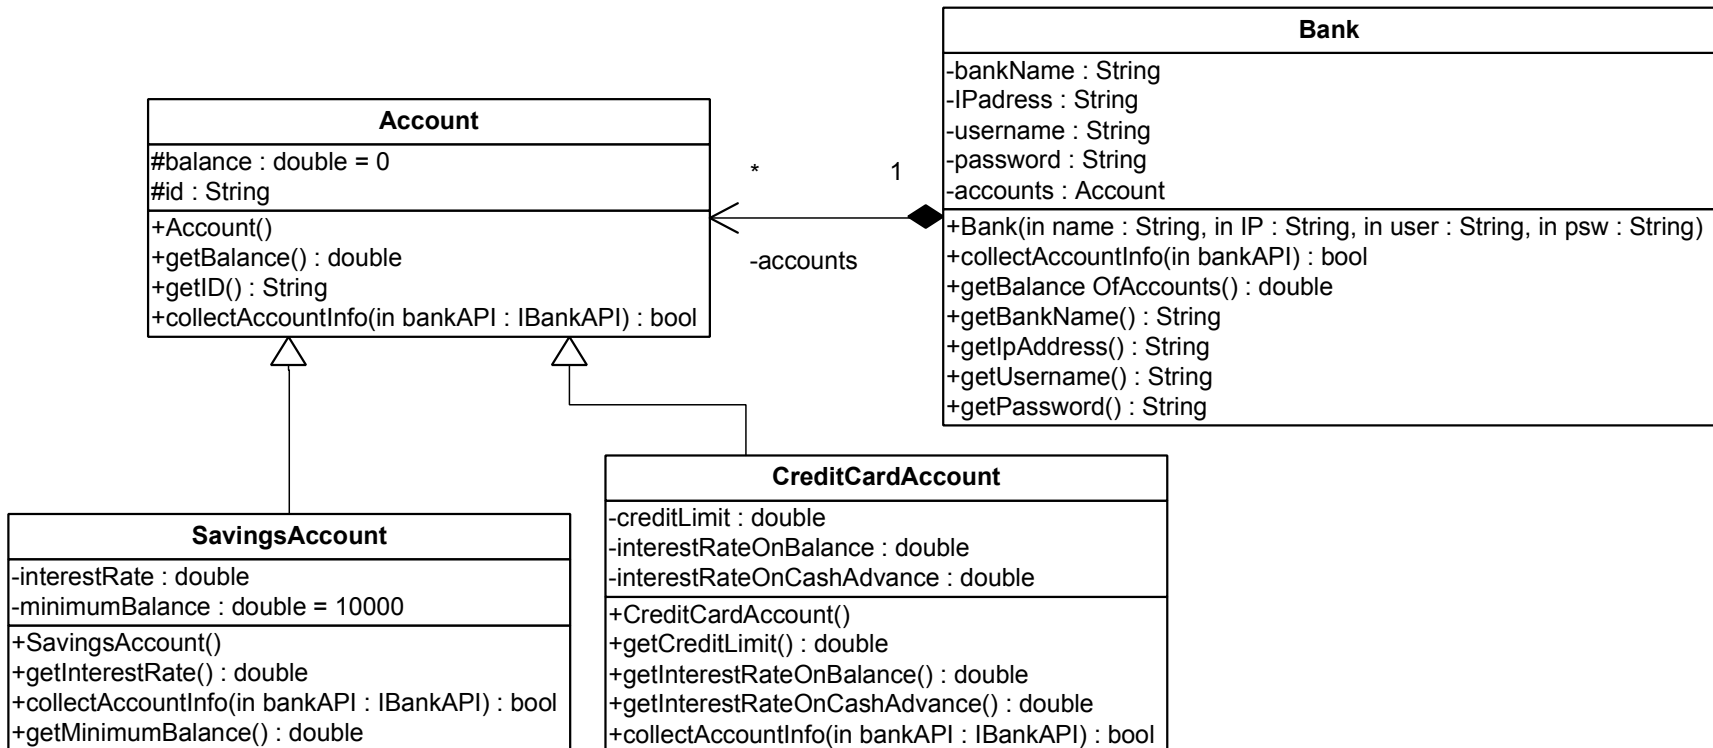 Bank
-bankName : String
-IPadress : String
-username : String
-password : String
-accounts : Account
+Bank(in name : String, in IP : String, in user : String, in psw : String)
+collectAccountInfo(in bankAPI) : bool
+getBalance OfAccounts() : double
+getBankName() : String
+getIpAddress() : String
+getUsername() : String
+getPassword() : String
Account
#balance : double = 0
#id : String
+Account()
+getBalance() : double
+getID() : String
+collectAccountInfo(in bankAPI : IBankAPI) : bool
*
1
-accounts
CreditCardAccount
-creditLimit : double
-interestRateOnBalance : double
-interestRateOnCashAdvance : double
+CreditCardAccount()
+getCreditLimit() : double
+getInterestRateOnBalance() : double
+getInterestRateOnCashAdvance() : double
+collectAccountInfo(in bankAPI : IBankAPI) : bool
SavingsAccount
-interestRate : double
-minimumBalance : double = 10000
+SavingsAccount()
+getInterestRate() : double
+collectAccountInfo(in bankAPI : IBankAPI) : bool
+getMinimumBalance() : double